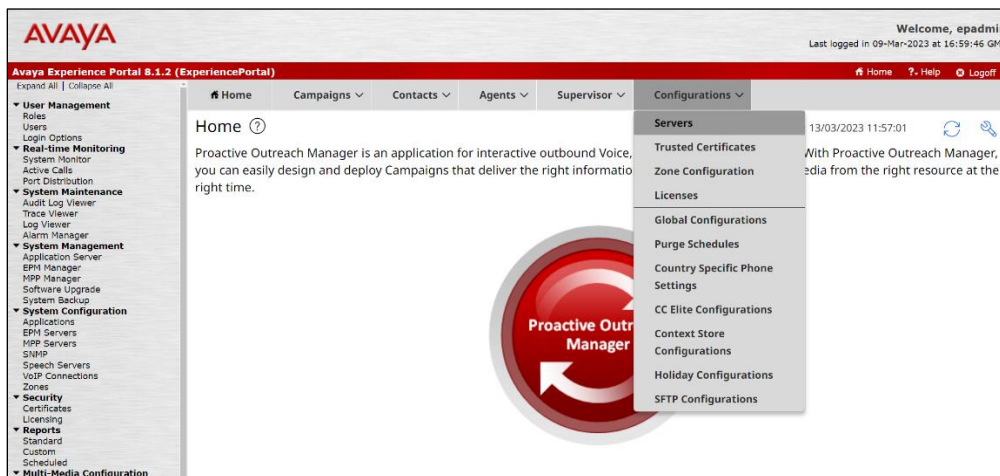 AVAYA
Welcome, epadmi
Last logged in 09-Mar-2023 at 16:59:46 GM
Avaya Experience Portal 8.1.2 (ExperiencePortal)
Home ?. Help Logoff
Expand All | Collapse All
User Management
Roles
Users
Login Options
Real-time Monitoring
System Monitor
Active Calls
Port Distribution
System Maintenance
Audit Log Viewer
Trace Viewer
Log Viewer
Alarm Manager
System Management
Application Server
EPM Manager
MPP Manager
Software Upgrade
System Backup
System Configuration
Applications
EPM Servers
MPP Servers
SNMP
Speech Servers
VoIP Connections
Zones
Security
Certificates
Licensing
Reports
Standard
Custom
Scheduled
Multi-Media Configuration
Home Campaigns Contacts Agents Supervisor Configurations
Home ?
13/03/2023 11:57:01
Proactive Outreach Manager is an application for interactive outbound Voice, With Proactive Outreach Manager,
you can easily design and deploy Campaigns that deliver the right informatio edia from the right resource at the
right time.
Servers
Trusted Certificates
Zone Configuration
Licenses
Global Configurations
Purge Schedules
Country Specific Phone
Settings
CC Elite Configurations
Context Store
Configurations
Holiday Configurations
SFTP Configurations
Proactive Outr
Manager